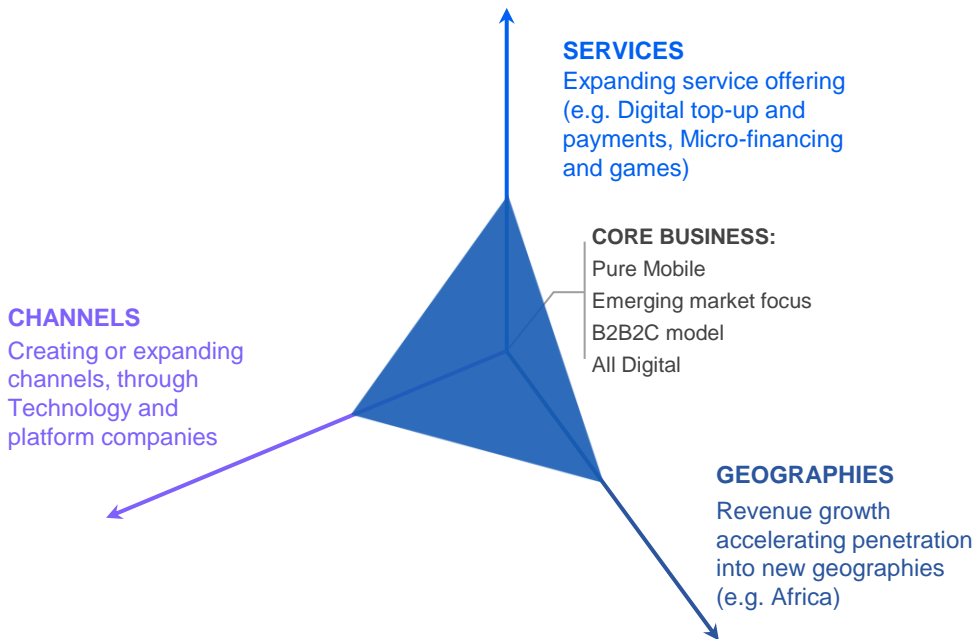 SERVICES
Expanding service offering
(e.g. Digital top-up and
payments, Micro-financing
and games)
CORE BUSINESS:
Pure Mobile
Emerging market focus
B2B2C model
All Digital
CHANNELS
Creating or expanding
channels, through
Technology and
platform companies
GEOGRAPHIES
Revenue growth
accelerating penetration
into new geographies
(e.g. Africa)